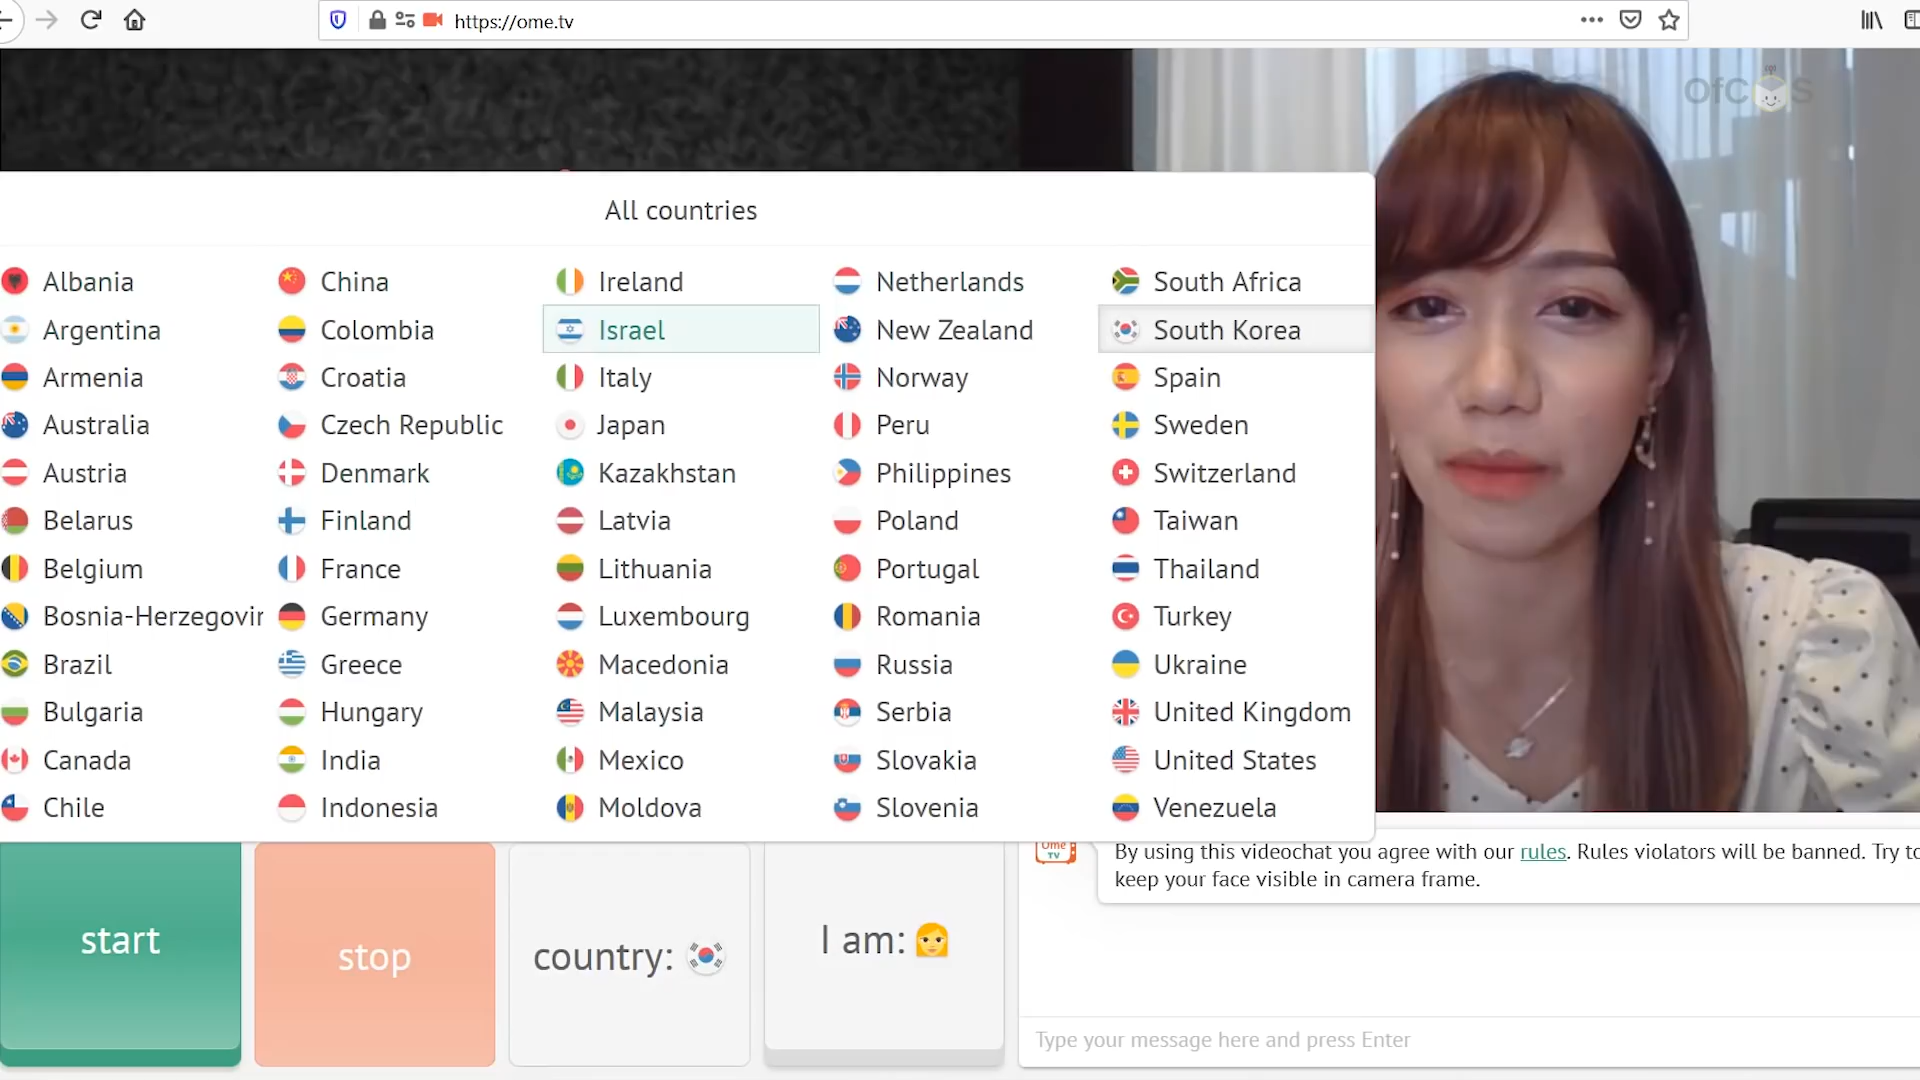 https://ome.tv
OfCOS
All countries
Albania
Argentina
Armenia
Australia
Austria
Belarus
Belgium
Bosnia-Herzegovin
Brazil
Bulgaria
Canada
Chile
China
Colombia
Croatia
Czech Republic
Denmark
Finland
France
Germany
Greece
Hungary
India
Indonesia
Ireland
Israel
Italy
Japan
Kazakhstan
Latvia
Lithuania
Luxembourg
Macedonia
Malaysia
Mexico
Moldova
Netherlands
New Zealand
Norway
Peru
Philippines
Poland
Portugal
Romania
Russia
Serbia
Slovakia
Slovenia
South Africa
South Korea
Spain
Sweden
Switzerland
Taiwan
Thailand
Turkey
Ukraine
United Kingdom
United States
Venezuela
start
stop
country:
I am:
Ome
TV
By using this videochat you agree with our rules. Rules violators will be banned. Try to
keep your face visible in camera frame.
Type your message here and press Enter